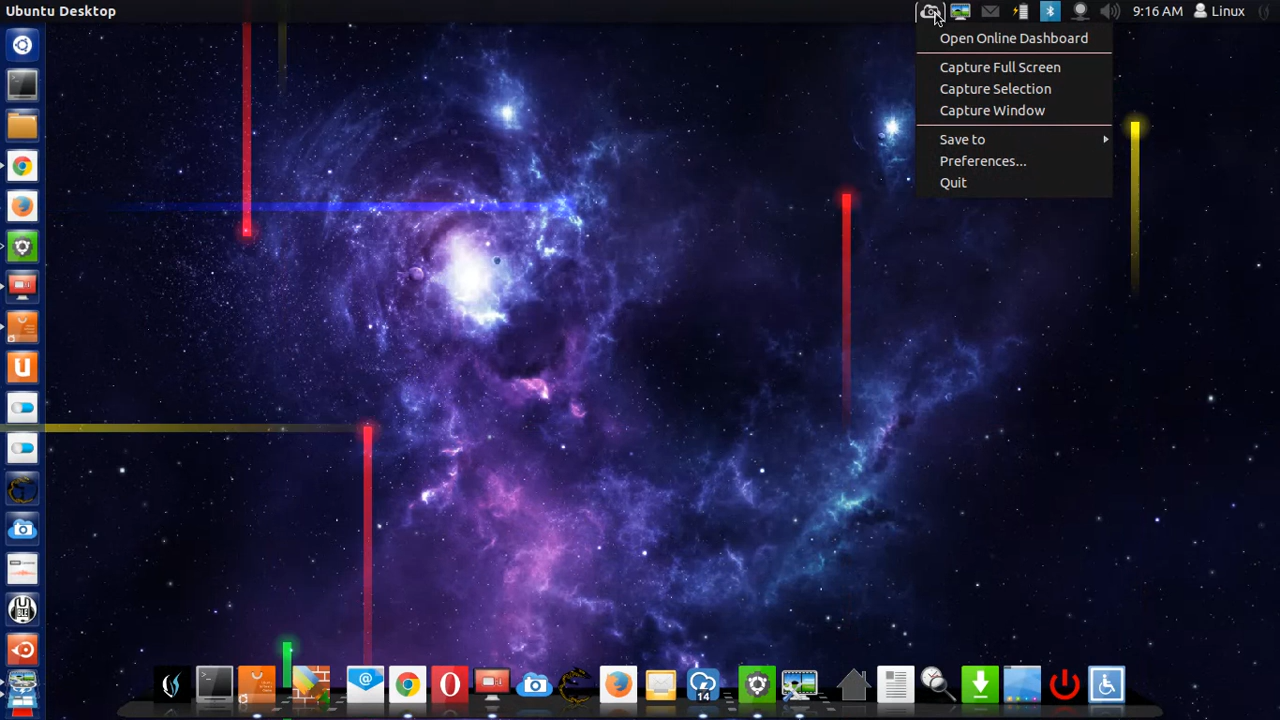 Ubuntu Desktop
9:16 AM
Linux
Open Online Dashboard
Capture Full Screen
Capture Selection
Capture Window
Save to
Preferences...
Quit
14